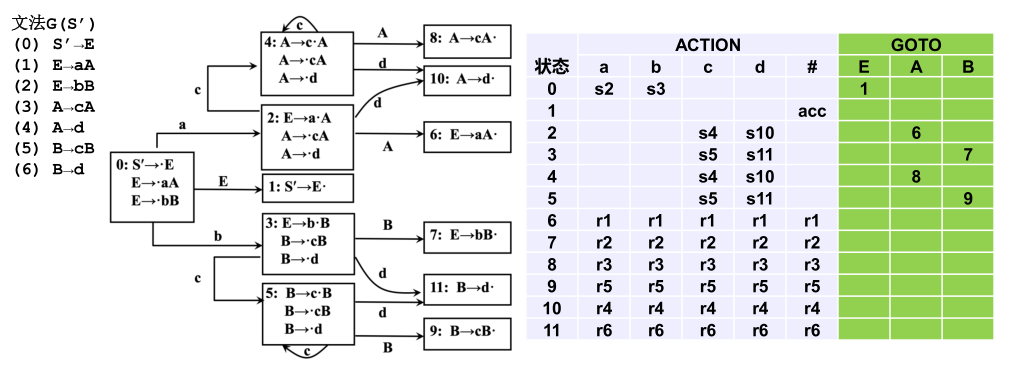 文法G(S′)
(0) S′→E
(1) E→aA
(2) E→bB
(3) A→cA
(4) A→d
(5) B→cB
(6) B→d
0: S′→·E
E→·aA
E→·bB
a
E
b
c
4: A→c·A
A→·cA
A→·d
c
2: E→a·A
A→·cA
A→·d
1: S′→E·
3: E→b·B
B→·cB
B→·d
c
5: B→c·B
B→·cB
B→·d
c
A
d
d
A
B
d
d
B
8: A→cA·
10: A→d·
6: E→aA·
7: E→bB·
11: B→d·
9: B→cB·
ACTION GOTO
状态 a b c d # E A B
0 s2 s3 1
1 acc
2 s4 s10 6
3 s5 s11 7
4 s4 s10 8
5 s5 s11 9
6 r1 r1 r1 r1 r1
7 r2 r2 r2 r2 r2
8 r3 r3 r3 r3 r3
9 r5 r5 r5 r5 r5
10 r4 r4 r4 r4 r4
11 r6 r6 r6 r6 r6